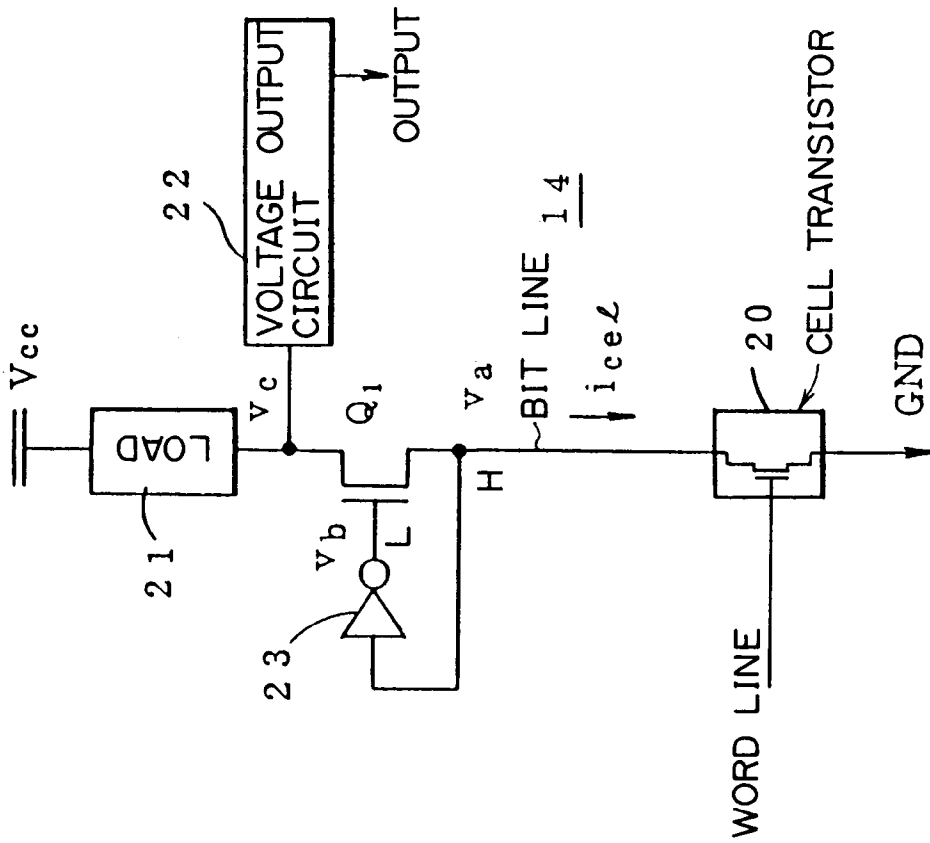 Vcc
LOAD
21
22
VOLTAGE OUTPUT
CIRCUIT
OUTPUT
vc
Q1
vb
L
23
va
H
BIT LINE
14
icel
20
CELL TRANSISTOR
WORD LINE
GND